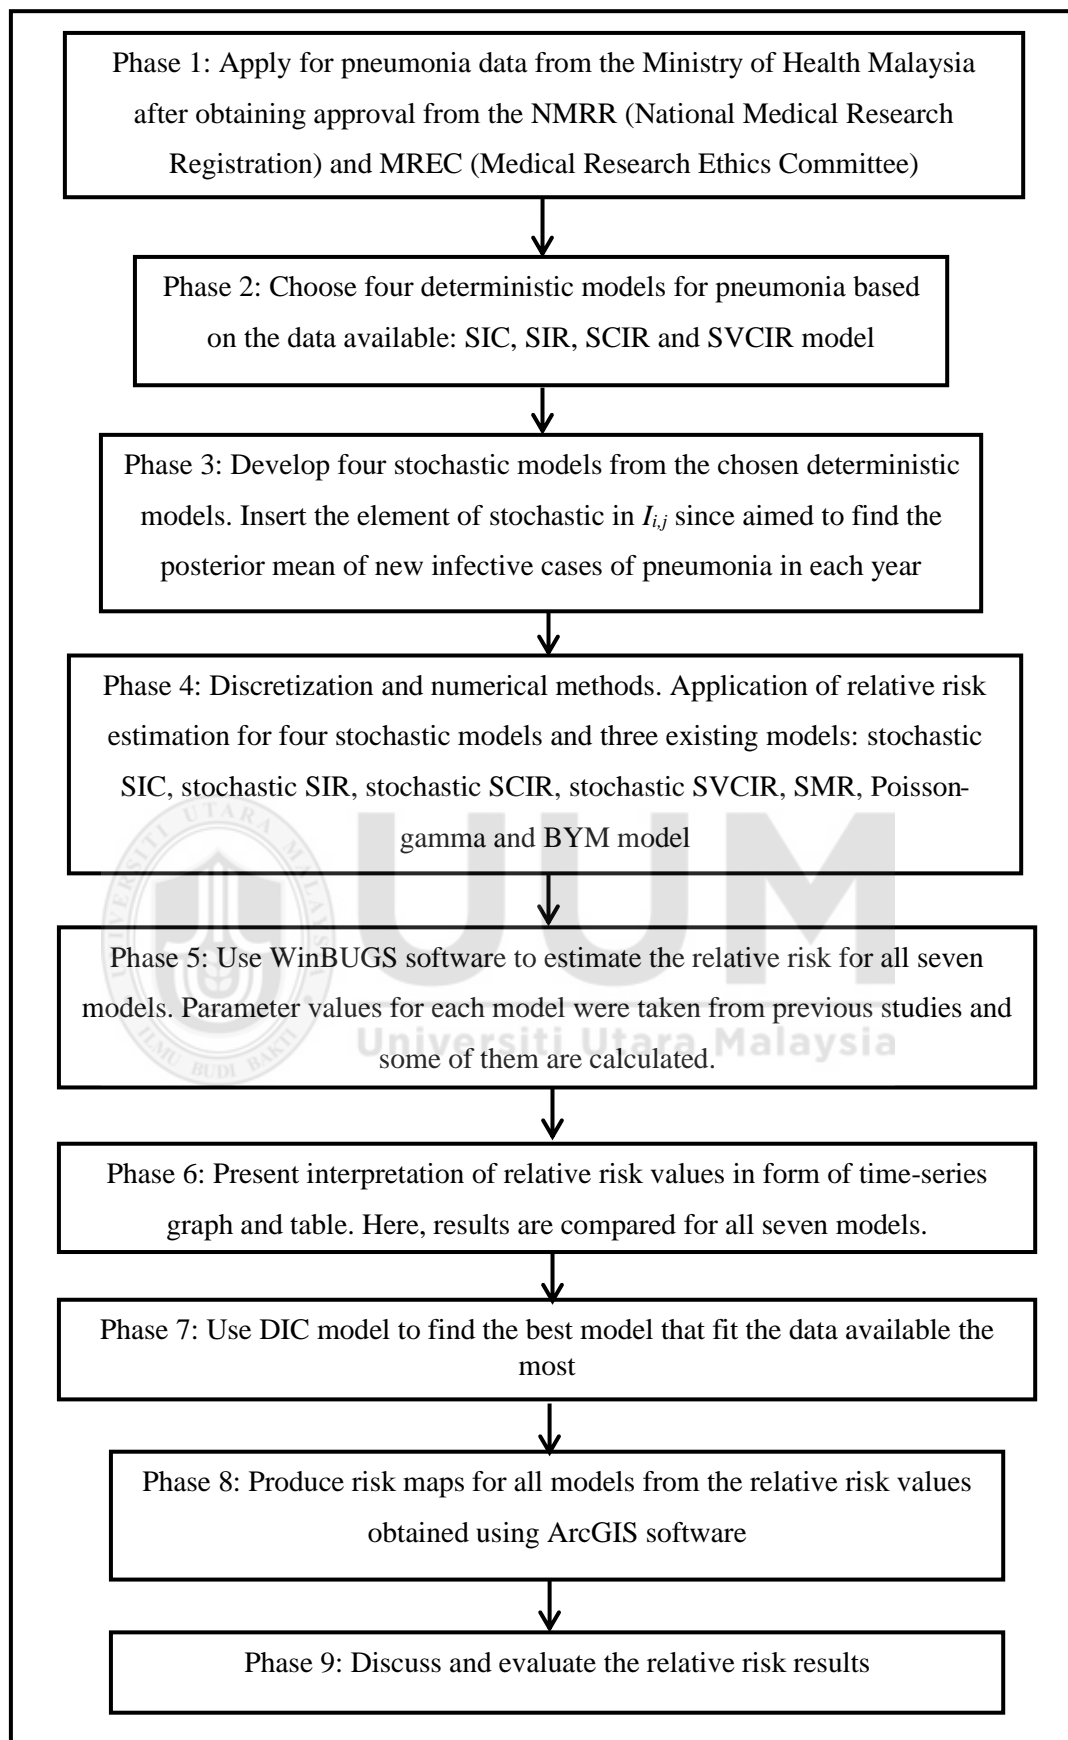 Phase 1: Apply for pneumonia data from the Ministry of Health Malaysia
after obtaining approval from the NMRR (National Medical Research
Registration) and MREC (Medical Research Ethics Committee)
Phase 2: Choose four deterministic models for pneumonia based
on the data available: SIC, SIR, SCIR and SVCIR model
Phase 3: Develop four stochastic models from the chosen deterministic
models. Insert the element of stochastic in Ii,j since aimed to find the
posterior mean of new infective cases of pneumonia in each year
Phase 4: Discretization and numerical methods. Application of relative risk
estimation for four stochastic models and three existing models: stochastic
SIC, stochastic SIR, stochastic SCIR, stochastic SVCIR, SMR, Poisson-
gamma and BYM model
UNIVERSITI UTARA MALAYSIA
ILMU BUDI BAKTI
UUM
Universiti Utara Malaysia
Phase 5: Use WinBUGS software to estimate the relative risk for all seven
models. Parameter values for each model were taken from previous studies and
some of them are calculated.
Phase 6: Present interpretation of relative risk values in form of time-series
graph and table. Here, results are compared for all seven models.
Phase 7: Use DIC model to find the best model that fit the data available the
most
Phase 8: Produce risk maps for all models from the relative risk values
obtained using ArcGIS software
Phase 9: Discuss and evaluate the relative risk results